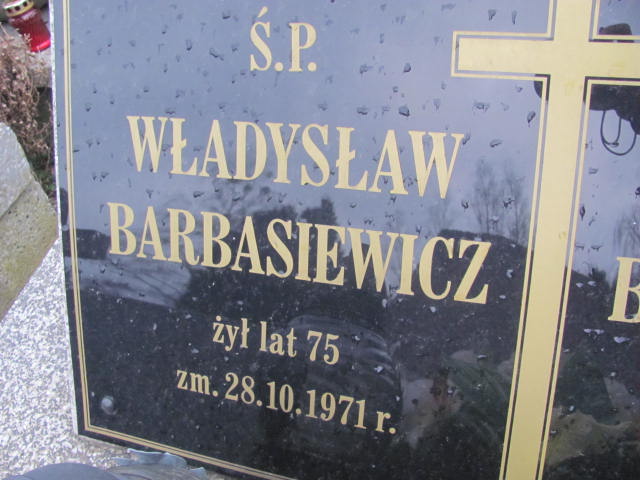 Ś.P.
WŁADYSŁAW
BARBASIEWICZ
żył lat 75
zm. 28.10.1971 r.
B